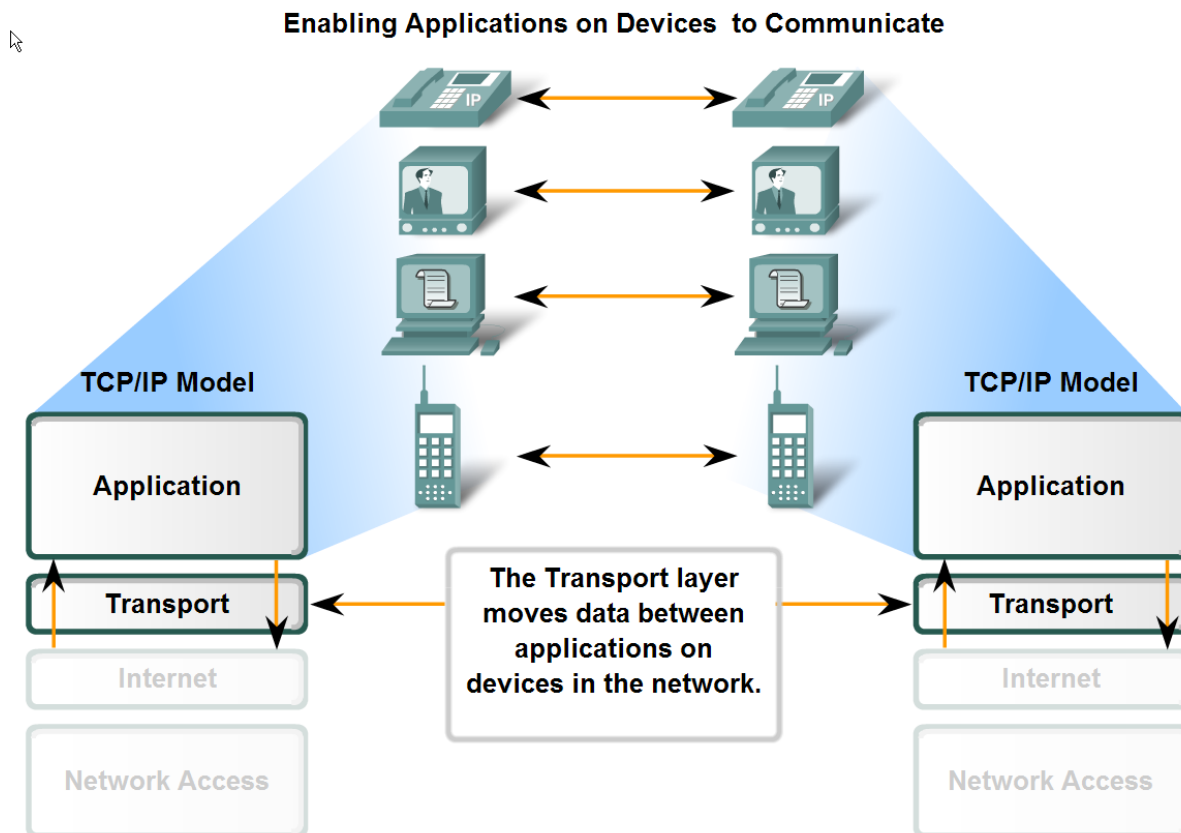 Enabling Applications on Devices to Communicate
IP
IP
TCP/IP Model
TCP/IP Model
Application
Application
The Transport layer
moves data between
applications on
devices in the network.
Transport
Transport
Internet
Internet
Network Access
Network Access